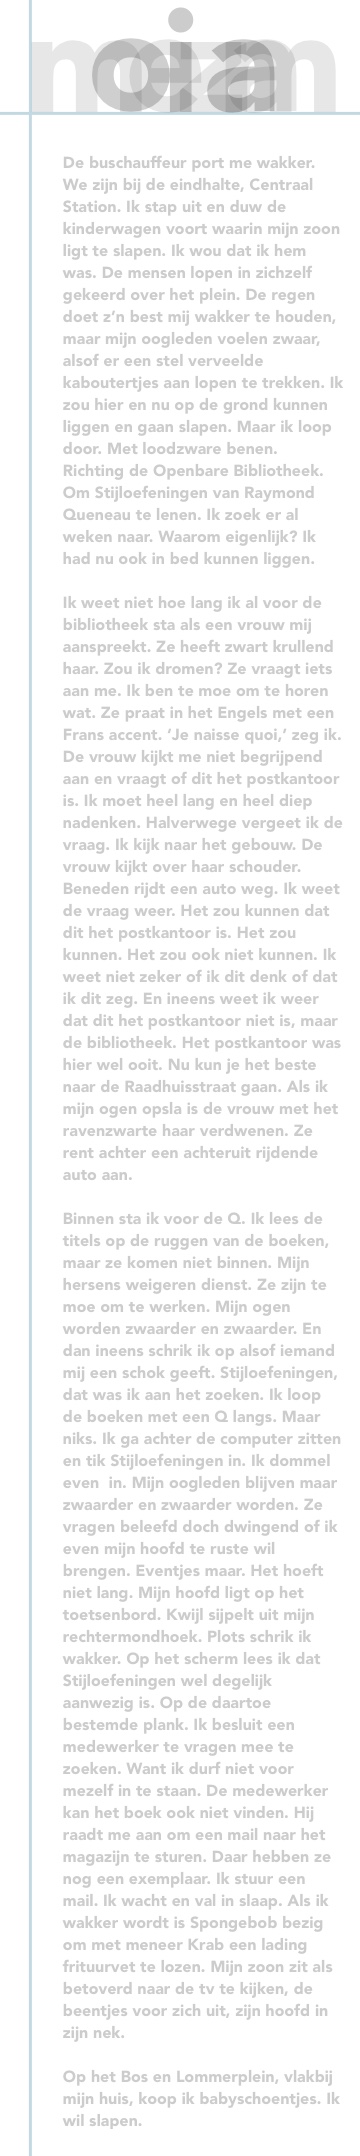 De buschauffeur port me wakker.
We zijn bij de eindhalte, Centraal
Station. Ik stap uit en duw de
kinderwagen voort waarin mijn zoon
ligt te slapen. Ik wou dat ik hem
was. De mensen lopen in zichzelf
gekeerd over het plein. De regen
doet z’n best mij wakker te houden,
maar mijn oogleden voelen zwaar,
alsof er een stel verveelde
kaboutertjes aan lopen te trekken. Ik
zou hier en nu op de grond kunnen
liggen en gaan slapen. Maar ik loop
door. Met loodzware benen.
Richting de Openbare Bibliotheek.
Om Stijloefeningen van Raymond
Queneau te lenen. Ik zoek er al
weken naar. Waarom eigenlijk? Ik
had nu ook in bed kunnen liggen.

Ik weet niet hoe lang ik al voor de
bibliotheek sta als een vrouw mij
aanspreekt. Ze heeft zwart krullend
haar. Zou ik dromen? Ze vraagt iets
aan me. Ik ben te moe om te horen
wat. Ze praat in het Engels met een
Frans accent. ‘Je naisse quoi,’ zeg ik.
De vrouw kijkt me niet begrijpend
aan en vraagt of dit het postkantoor
is. Ik moet heel lang en heel diep
nadenken. Halverwege vergeet ik de
vraag. Ik kijk naar het gebouw. De
vrouw kijkt over haar schouder.
Beneden rijdt een auto weg. Ik weet
de vraag weer. Het zou kunnen dat
dit het postkantoor is. Het zou
kunnen. Het zou ook niet kunnen. Ik
weet niet zeker of ik dit denk of dat
ik dit zeg. En ineens weet ik weer
dat dit het postkantoor niet is, maar
de bibliotheek. Het postkantoor was
hier wel ooit. Nu kun je het beste
naar de Raadhuisstraat gaan. Als ik
mijn ogen opsla is de vrouw met het
ravenzwarte haar verdwenen. Ze
rent achter een achteruit rijdende
auto aan.

Binnen sta ik voor de Q. Ik lees de
titels op de ruggen van de boeken,
maar ze komen niet binnen. Mijn
hersens weigeren dienst. Ze zijn te
moe om te werken. Mijn ogen
worden zwaarder en zwaarder. En
dan ineens schrik ik op alsof iemand
mij een schok geeft. Stijloefeningen,
dat was ik aan het zoeken. Ik loop
de boeken met een Q langs. Maar
niks. Ik ga achter de computer zitten
en tik Stijloefeningen in. Ik dommel
even  in. Mijn oogleden blijven maar
zwaarder en zwaarder worden. Ze
vragen beleefd doch dwingend of ik
even mijn hoofd te ruste wil
brengen. Eventjes maar. Het hoeft
niet lang. Mijn hoofd ligt op het
toetsenbord. Kwijl sijpelt uit mijn
rechtermondhoek. Plots schrik ik
wakker. Op het scherm lees ik dat
Stijloefeningen wel degelijk
aanwezig is. Op de daartoe
bestemde plank. Ik besluit een
medewerker te vragen mee te
zoeken. Want ik durf niet voor
mezelf in te staan. De medewerker
kan het boek ook niet vinden. Hij
raadt me aan om een mail naar het
magazijn te sturen. Daar hebben ze
nog een exemplaar. Ik stuur een
mail. Ik wacht en val in slaap. Als ik
wakker wordt is Spongebob bezig
om met meneer Krab een lading
frituurvet te lozen. Mijn zoon zit als
betoverd naar de tv te kijken, de
beentjes voor zich uit, zijn hoofd in
zijn nek.

Op het Bos en Lommerplein, vlakbij
mijn huis, koop ik babyschoentjes. Ik
wil slapen.